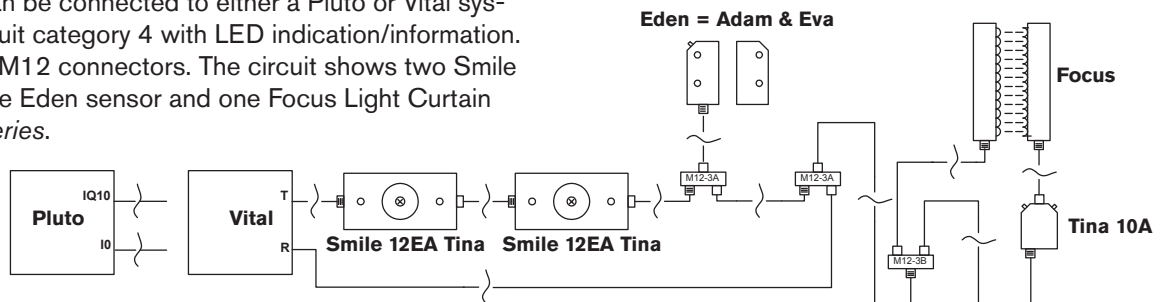 n be connected to either a Pluto or Vital sys-
uit category 4 with LED indication/information.
M12 connectors. The circuit shows two Smile
e Eden sensor and one Focus Light Curtain
eries.
Eden = Adam & Eva
Focus
M12-3A
M12-3A
IQ10
T
Pluto
Vital
Tina 10A
I0
R
Smile 12EA Tina
Smile 12EA Tina
M12-3B